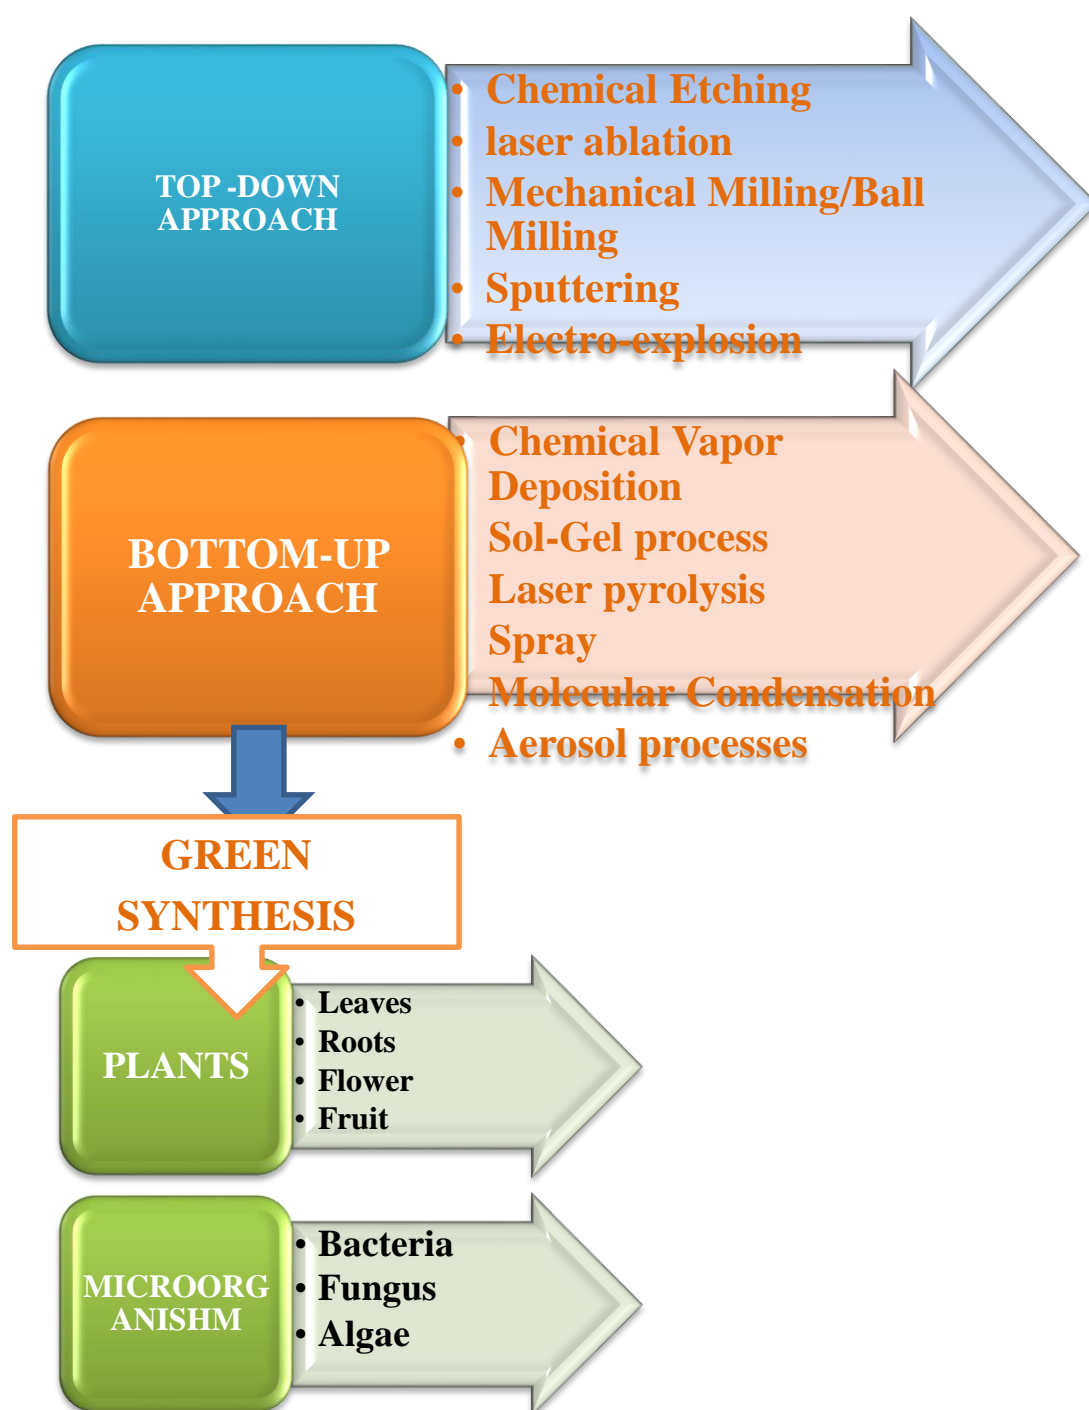 TOP -DOWN
APPROACH
• Chemical Etching
• laser ablation
• Mechanical Milling/Ball
Milling
• Sputtering
• Electro-explosion
BOTTOM-UP
APPROACH
• Chemical Vapor
Deposition
Sol-Gel process
Laser pyrolysis
Spray
Molecular Condensation
• Aerosol processes
GREEN
SYNTHESIS
PLANTS
• Leaves
• Roots
• Flower
• Fruit
MICROORG
ANISHM
• Bacteria
• Fungus
• Algae